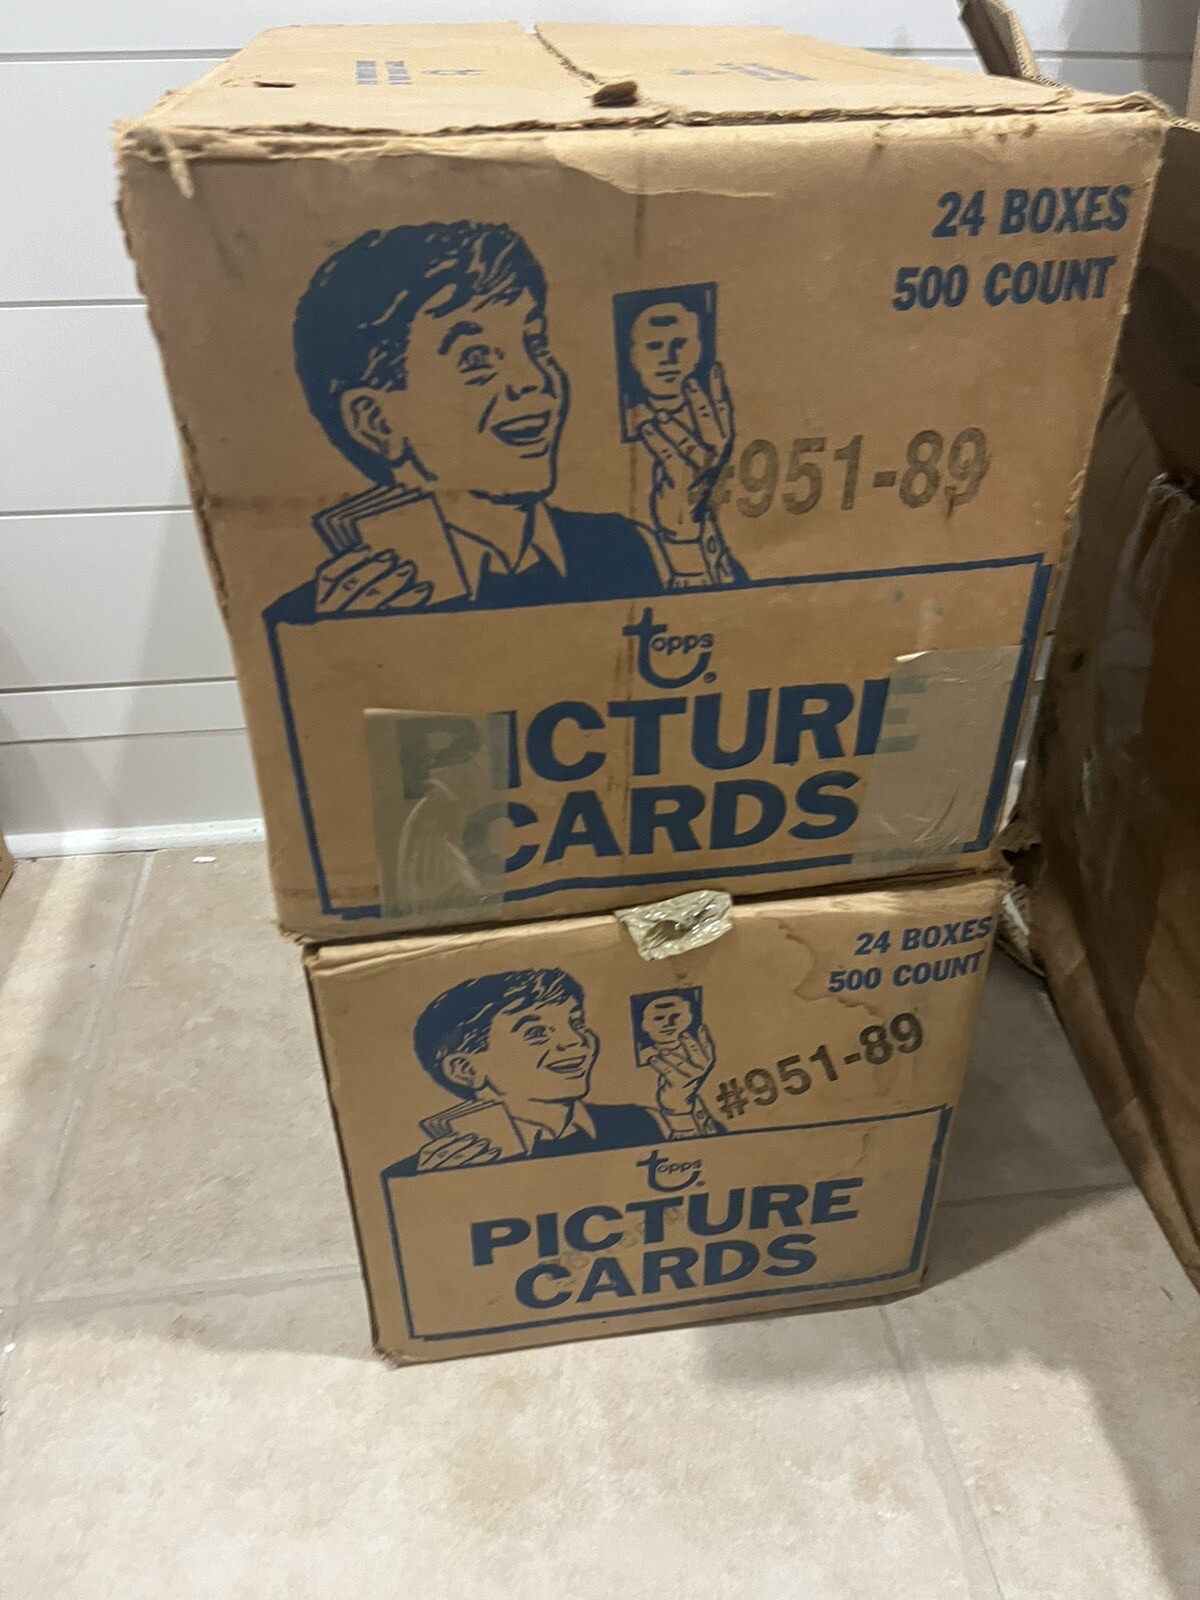 24 BOXES
500 COUNT
#951-89
topps
PICTURE
CARDS
24 BOXES
500 COUNT
#951-89
topps
PICTURE
CARDS